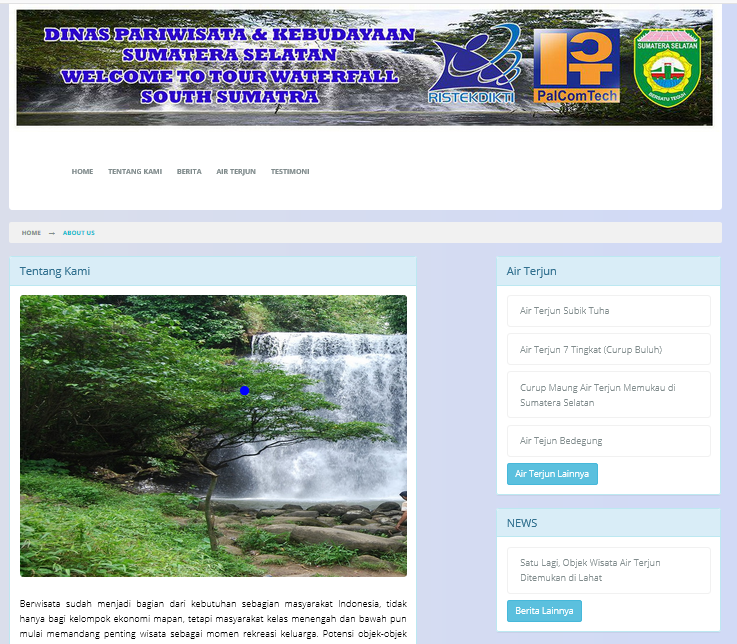 DINAS PARIWISATA & KEBUDAYAAN
SUMATERA SELATAN
WELCOME TO TOUR WATERFALL
SOUTH SUMATRA
RISTEKDIKTI
PalComTech
SUMATERA SELATAN
BERSATU TEGUH
HOME TENTANG KAMI BERITA AIR TERJUN TESTIMONI
HOME → ABOUT US
Tentang Kami
Berwisata sudah menjadi bagian dari kebutuhan sebagian masyarakat Indonesia, tidak
hanya bagi kelompok ekonomi mapan, tetapi masyarakat kelas menengah dan bawah pun
mulai memandang penting wisata sebagai momen rekreasi keluarga. Potensi objek-objek
Air Terjun
Air Terjun Subik Tuha
Air Terjun 7 Tingkat (Curup Buluh)
Curup Maung Air Terjun Memukau di
Sumatera Selatan
Air Tejun Bedegung
Air Terjun Lainnya
NEWS
Satu Lagi, Objek Wisata Air Terjun
Ditemukan di Lahat
Berita Lainnya